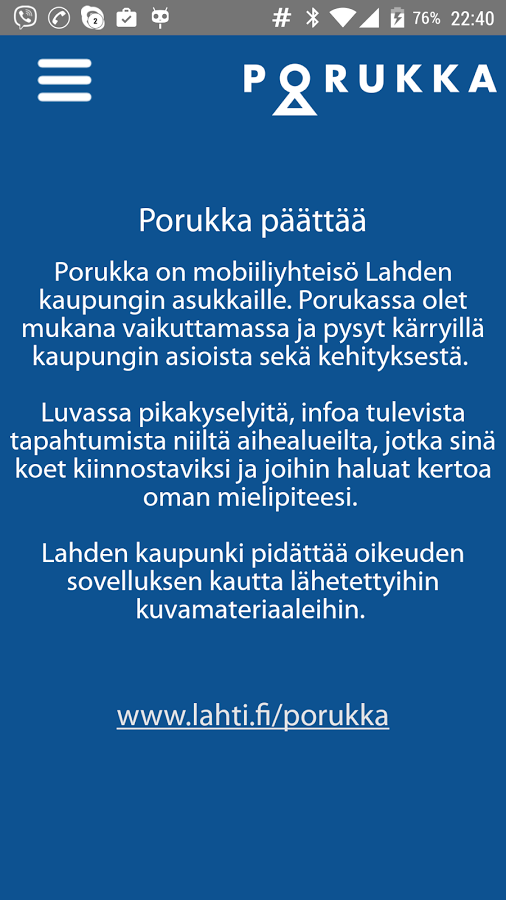 2
#
76%
22:40
PORUKKA
Porukka päättää
Porukka on mobiiliyhteisö Lahden
kaupungin asukkaille. Porukassa olet
mukana vaikuttamassa ja pysyt kärryillä
kaupungin asioista sekä kehityksestä.
Luvassa pikakyselyitä, infoa tulevista
tapahtumista niiltä aihealueilta, jotka sinä
koet kiinnostaviksi ja joihin haluat kertoa
oman mielipiteesi.
Lahden kaupunki pidättää oikeuden
sovelluksen kautta lähetettyihin
kuvamateriaaleihin.
www.lahti.fi/porukka